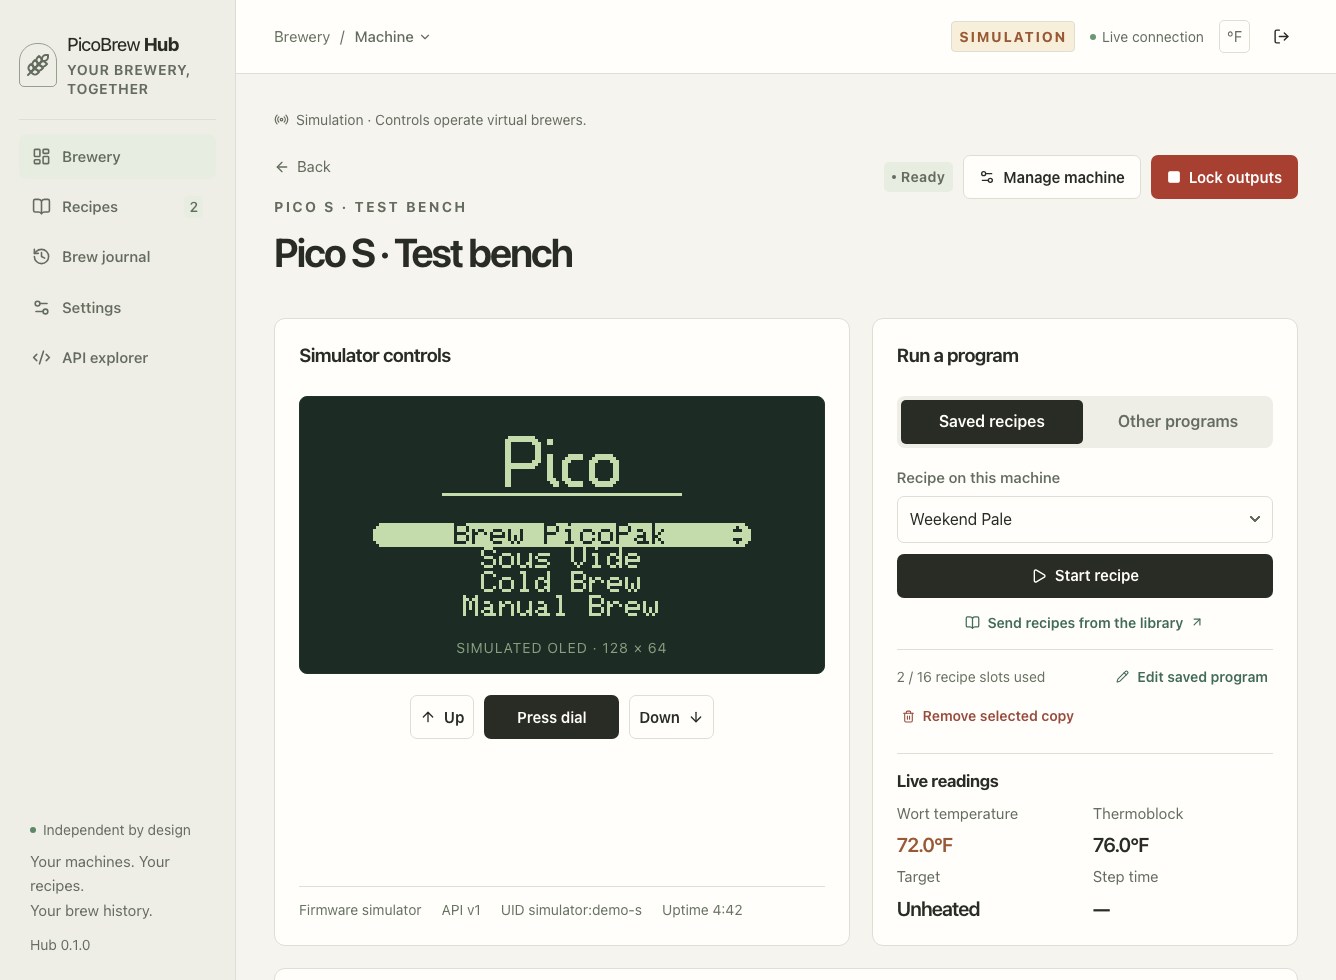 PicoBrew Hub
YOUR BREWERY,
TOGETHER
Brewery
Recipes 2
Brew journal
Settings
API explorer
Independent by design
Your machines. Your
recipes.
Your brew history.
Hub 0.1.0
Brewery / Machine
SIMULATION
Live connection
°F
Simulation · Controls operate virtual brewers.
Back
Ready
Manage machine
Lock outputs
PICO S · TEST BENCH
Pico S · Test bench
Simulator controls
Pico
Brew PicoPak
Sous Vide
Cold Brew
Manual Brew
SIMULATED OLED · 128 × 64
Up
Press dial
Down
Firmware simulator API v1 UID simulator:demo-s Uptime 4:42
Run a program
Saved recipes
Other programs
Recipe on this machine
Weekend Pale
Start recipe
Send recipes from the library
2 / 16 recipe slots used
Edit saved program
Remove selected copy
Live readings
Wort temperature
72.0°F
Thermoblock
76.0°F
Target
Unheated
Step time
—